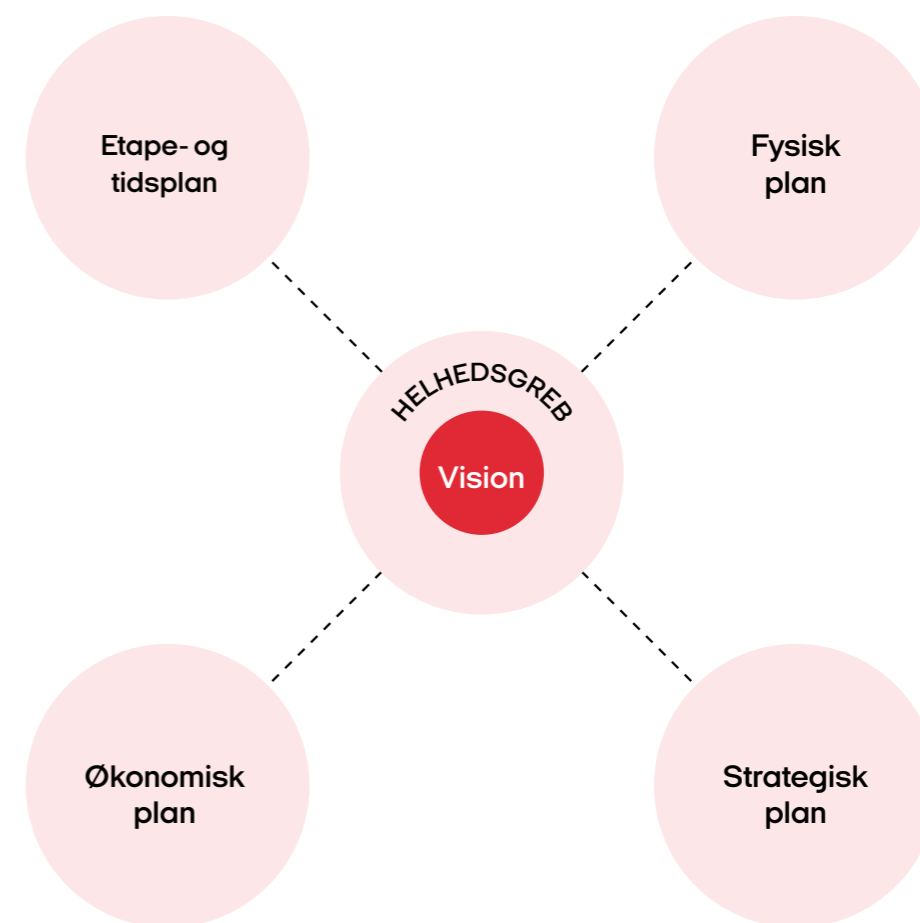 Etape- og
tidsplan
Fysisk
plan
HELHEDSGREB
Vision
Økonomisk
plan
Strategisk
plan